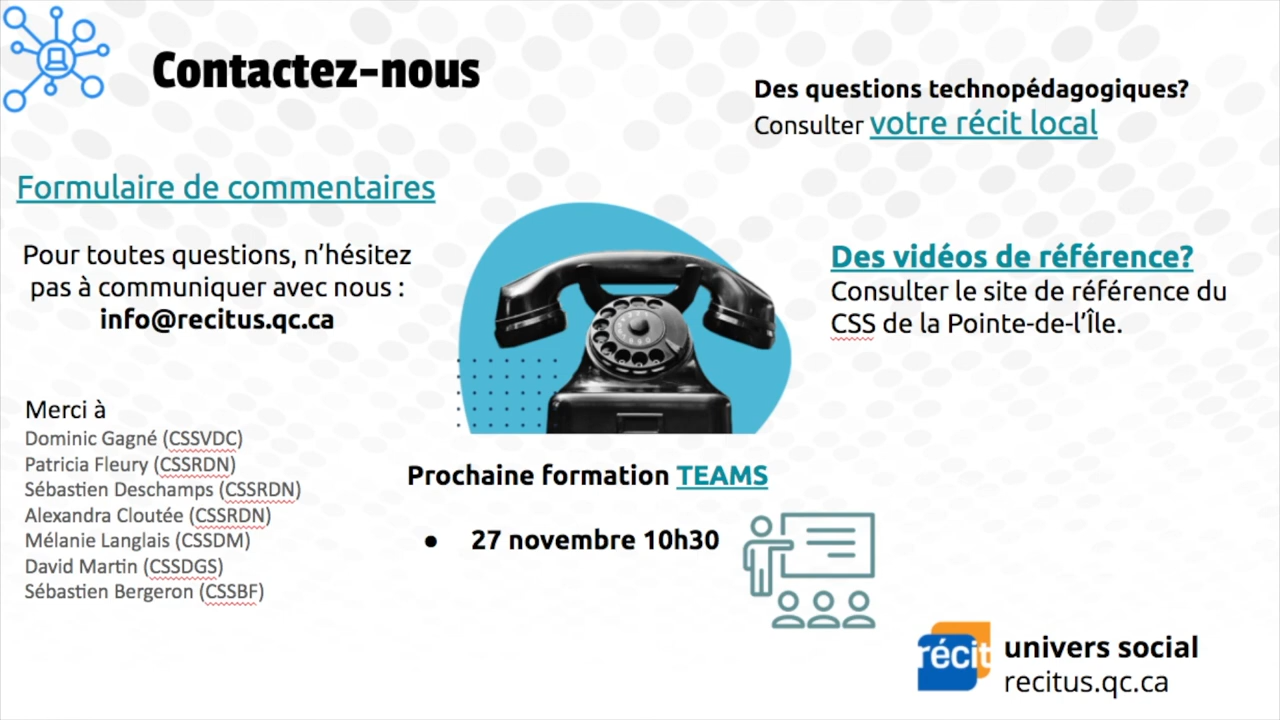 Contactez-nous
Des questions technopédagogiques?
Consulter votre récit local
Formulaire de commentaires
Pour toutes questions, n’hésitez
pas à communiquer avec nous :
info@recitus.qc.ca
Des vidéos de référence?
Consulter le site de référence du
CSS de la Pointe-de-l’Île.
Merci à
Dominic Gagné (CSSVDC)
Patricia Fleury (CSSRDN)
Sébastien Deschamps (CSSRDN)
Alexandra Cloutée (CSSRDN)
Mélanie Langlais (CSSDM)
David Martin (CSSDGS)
Sébastien Bergeron (CSSBF)
Prochaine formation TEAMS
● 27 novembre 10h30
récit
univers social
recitus.qc.ca